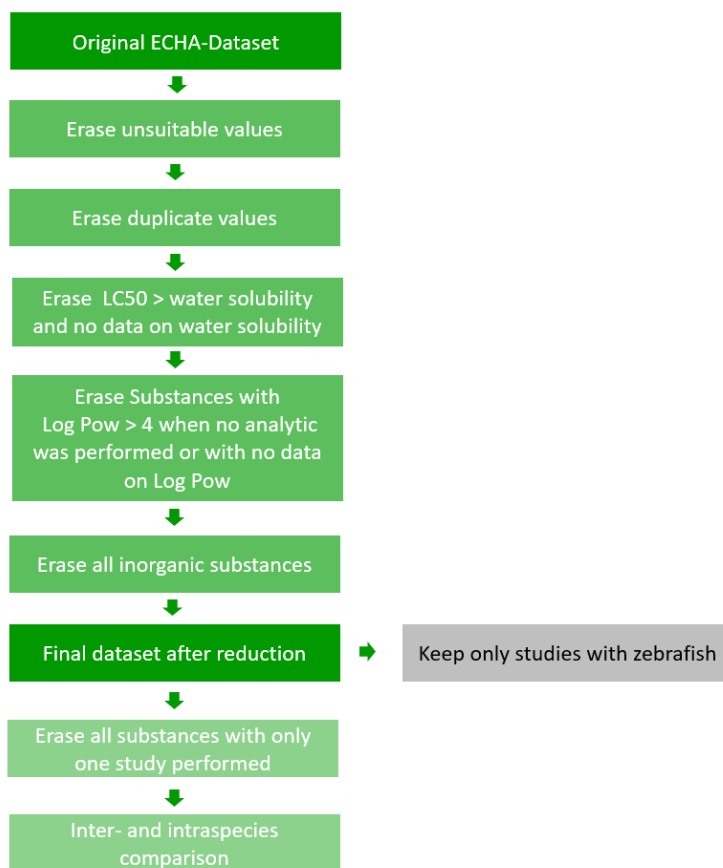 Original ECHA-Dataset
Erase unsuitable values
Erase duplicate values
Erase  LC50 > water solubility
and no data on water solubility
Erase Substances with
Log Pow > 4 when no analytic
was performed or with no data
on Log Pow
Erase all inorganic substances
Final dataset after reduction
Keep only studies with zebrafish
Erase all substances with only
one study performed
Inter- and intraspecies
comparison